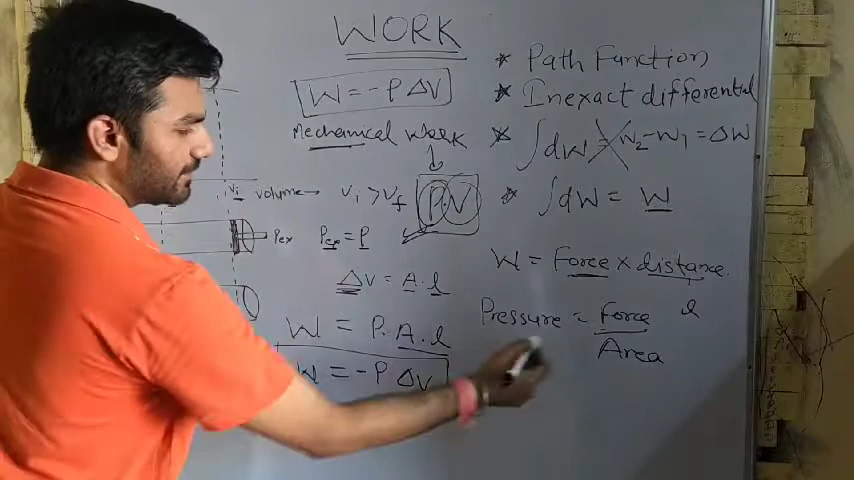 WORK
W = -P ΔV
Mechanical work
P.V
Vi volume → Vi > Vf
Pex Pex = P
ΔV = A.l
W = P.A.l
W = -P ΔV
* Path Function
* Inexact differential
* ∫dW = W2-W1 = ΔW
* ∫dW = W
W = Force × distance.
l
Pressure = Force
Area